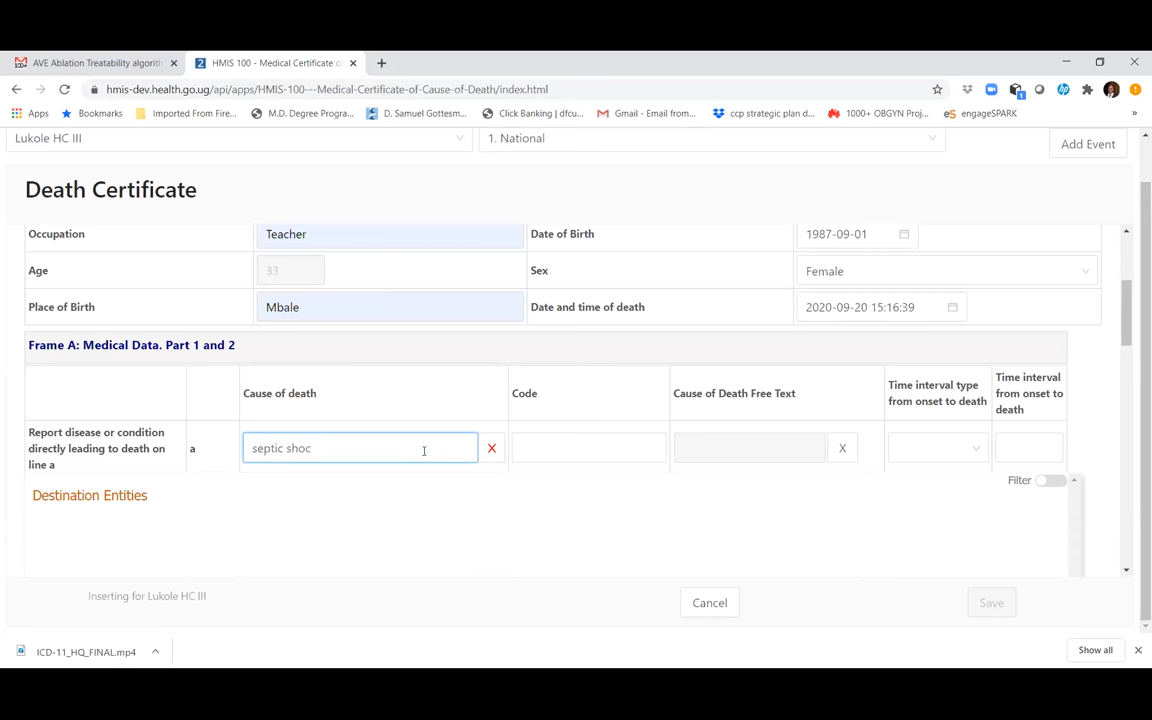 AVE Ablation Treatability algorith
HMIS 100 - Medical Certificate o
hmis-dev.health.go.ug/api/apps/HMIS-100---Medical-Certificate-of-Cause-of-Death/index.html
Apps Bookmarks Imported From Fire... M.D. Degree Progra... D. Samuel Gottesm... Click Banking | dfcu... Gmail - Email from... ccp strategic plan d... 1000+ OBGYN Proj... engageSPARK
Lukole HC III 1. National Add Event
Death Certificate
Occupation Teacher Date of Birth 1987-09-01
Age 33 Sex Female
Place of Birth Mbale Date and time of death 2020-09-20 15:16:39
Frame A: Medical Data. Part 1 and 2
Cause of death Code Cause of Death Free Text
Time interval type
from onset to death
Time interval
from onset to
death
Report disease or condition
directly leading to death on
line a
a septic shoc X X
Filter
Destination Entities
Inserting for Lukole HC III Cancel Save
ICD-11_HQ_FINAL.mp4 Show all